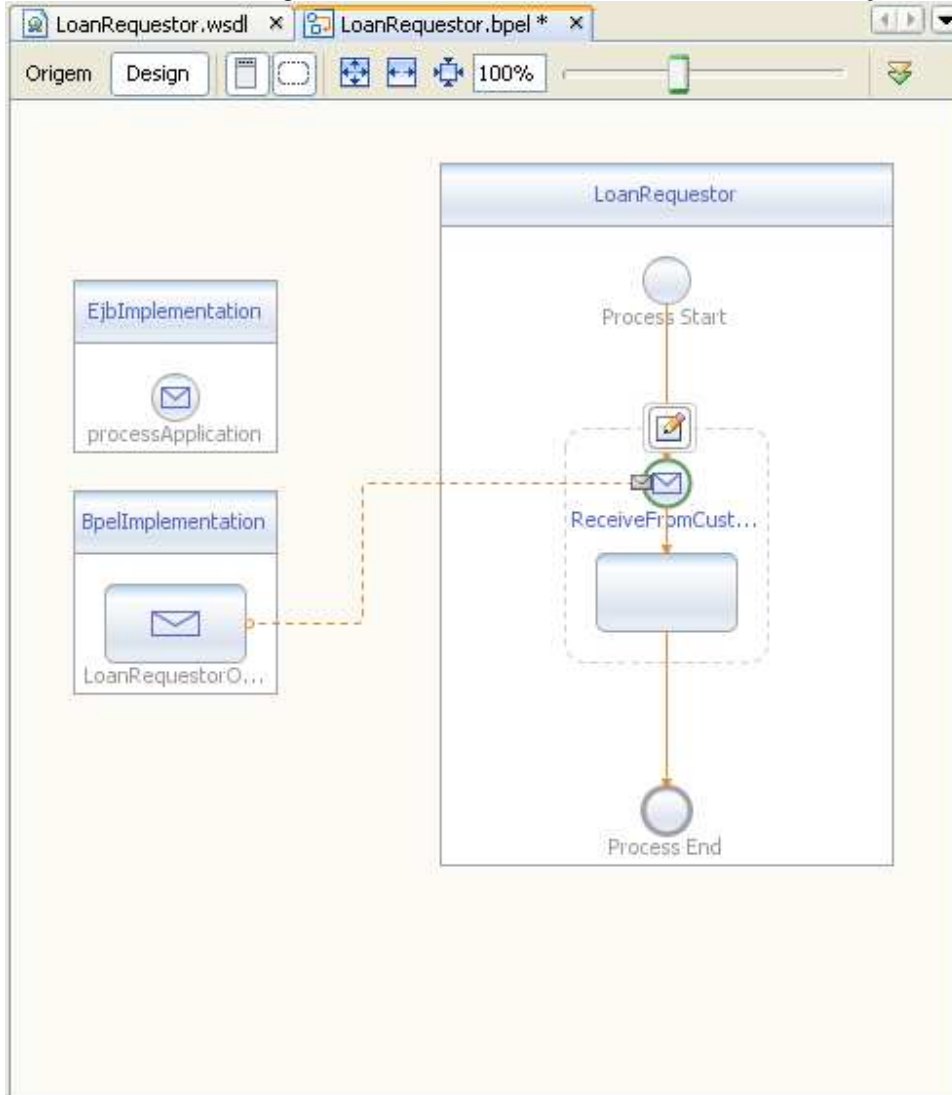 LoanRequestor.wsdl
LoanRequestor.bpel *
Origem
Design
100%
LoanRequestor
Process Start
EjbImplementation
processApplication
ReceiveFromCust...
BpelImplementation
LoanRequestorO...
Process End